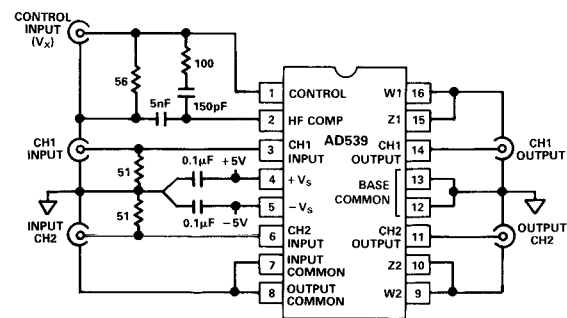 CONTROL
INPUT
(VX)
56
100
5nF
150pF
1 CONTROL
2 HF COMP
AD539
W1 16
Z1 15
CH1
INPUT
3 CH1
INPUT
CH1
OUTPUT 14
CH1
OUTPUT
51
0.1μF +5V
4 +VS
BASE
COMMON
13
12
51
0.1μF −5V
5 −VS
INPUT
CH2
6 CH2
INPUT
CH2
OUTPUT 11
OUTPUT
CH2
7 INPUT
COMMON
Z2 10
8 OUTPUT
COMMON
W2 9